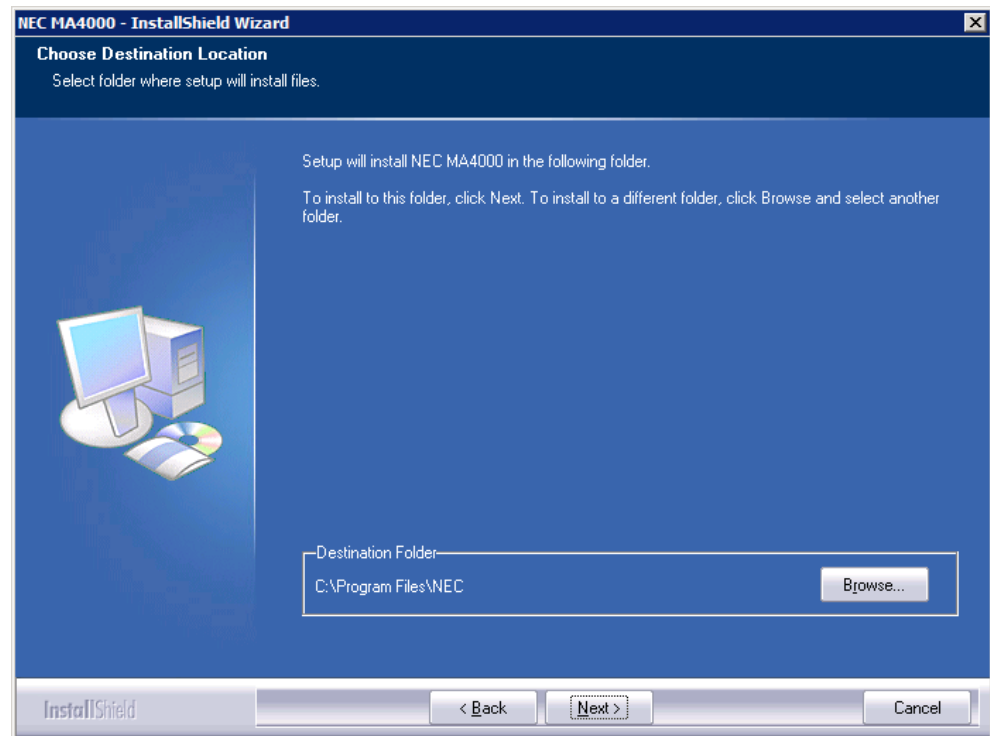 NEC MA4000 - InstallShield Wizard
Choose Destination Location
Select folder where setup will install files.
Setup will install NEC MA4000 in the following folder.
To install to this folder, click Next. To install to a different folder, click Browse and select another
folder.
Destination Folder
C:\Program Files\NEC
Browse...
InstallShield
< Back
Next >
Cancel